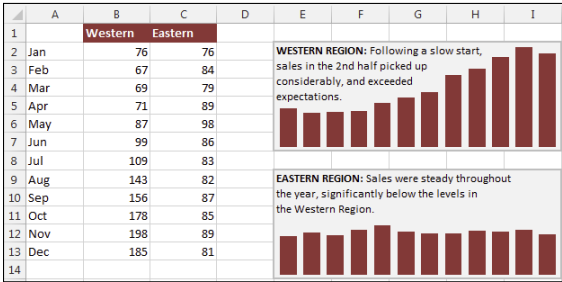 A B C D E F G H I
1 Western Eastern
2 Jan 76 76
3 Feb 67 84
4 Mar 69 79
5 Apr 71 89
6 May 87 98
7 Jun 99 86
8 Jul 109 83
9 Aug 143 82
10 Sep 156 87
11 Oct 178 85
12 Nov 198 89
13 Dec 185 81
14
WESTERN REGION: Following a slow start,
sales in the 2nd half picked up
considerably, and exceeded
expectations.
EASTERN REGION: Sales were steady throughout
the year, significantly below the levels in
the Western Region.